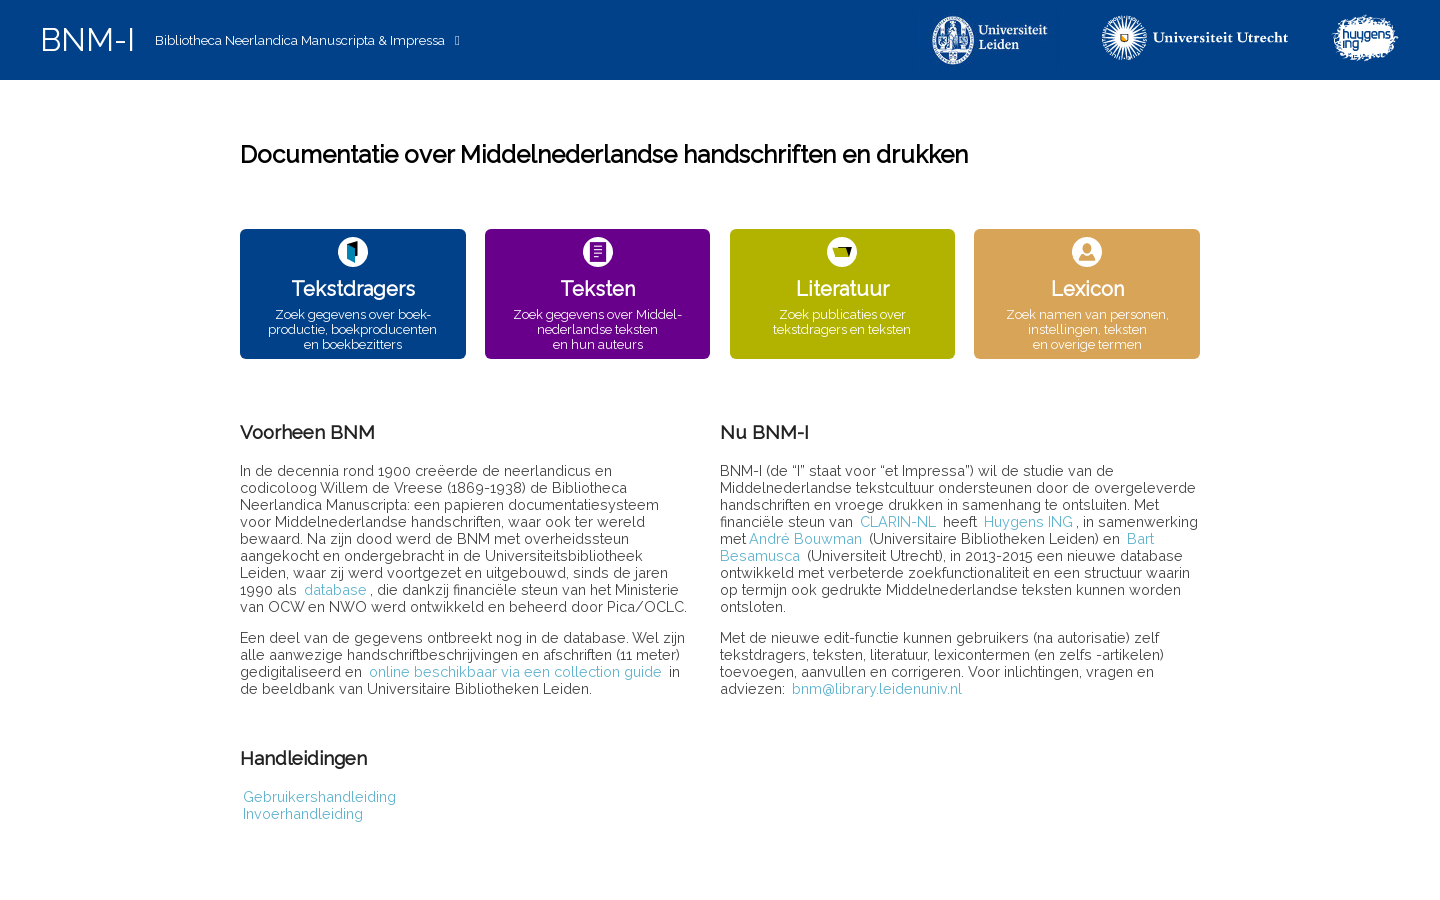 BNM-I Bibliotheca Neerlandica Manuscripta & Impressa
Universiteit
Leiden
Universiteit Utrecht
huygens
ing
Documentatie over Middelnederlandse handschriften en drukken
Tekstdragers
Zoek gegevens over boek-
productie, boekproducenten
en boekbezitters
Teksten
Zoek gegevens over Middel-
nederlandse teksten
en hun auteurs
Literatuur
Zoek publicaties over
tekstdragers en teksten
Lexicon
Zoek namen van personen,
instellingen, teksten
en overige termen
Voorheen BNM
In de decennia rond 1900 creëerde de neerlandicus en
codicoloog Willem de Vreese (1869-1938) de Bibliotheca
Neerlandica Manuscripta: een papieren documentatiesysteem
voor Middelnederlandse handschriften, waar ook ter wereld
bewaard. Na zijn dood werd de BNM met overheidssteun
aangekocht en ondergebracht in de Universiteitsbibliotheek
Leiden, waar zij werd voortgezet en uitgebouwd, sinds de jaren
1990 als database , die dankzij financiële steun van het Ministerie
van OCW en NWO werd ontwikkeld en beheerd door Pica/OCLC.
Een deel van de gegevens ontbreekt nog in de database. Wel zijn
alle aanwezige handschriftbeschrijvingen en afschriften (11 meter)
gedigitaliseerd en online beschikbaar via een collection guide in
de beeldbank van Universitaire Bibliotheken Leiden.
Nu BNM-I
BNM-I (de “I” staat voor “et Impressa”) wil de studie van de
Middelnederlandse tekstcultuur ondersteunen door de overgeleverde
handschriften en vroege drukken in samenhang te ontsluiten. Met
financiële steun van CLARIN-NL heeft Huygens ING , in samenwerking
met André Bouwman (Universitaire Bibliotheken Leiden) en Bart
Besamusca (Universiteit Utrecht), in 2013-2015 een nieuwe database
ontwikkeld met verbeterde zoekfunctionaliteit en een structuur waarin
op termijn ook gedrukte Middelnederlandse teksten kunnen worden
ontsloten.
Met de nieuwe edit-functie kunnen gebruikers (na autorisatie) zelf
tekstdragers, teksten, literatuur, lexicontermen (en zelfs -artikelen)
toevoegen, aanvullen en corrigeren. Voor inlichtingen, vragen en
adviezen: bnm@library.leidenuniv.nl
Handleidingen
Gebruikershandleiding
Invoerhandleiding